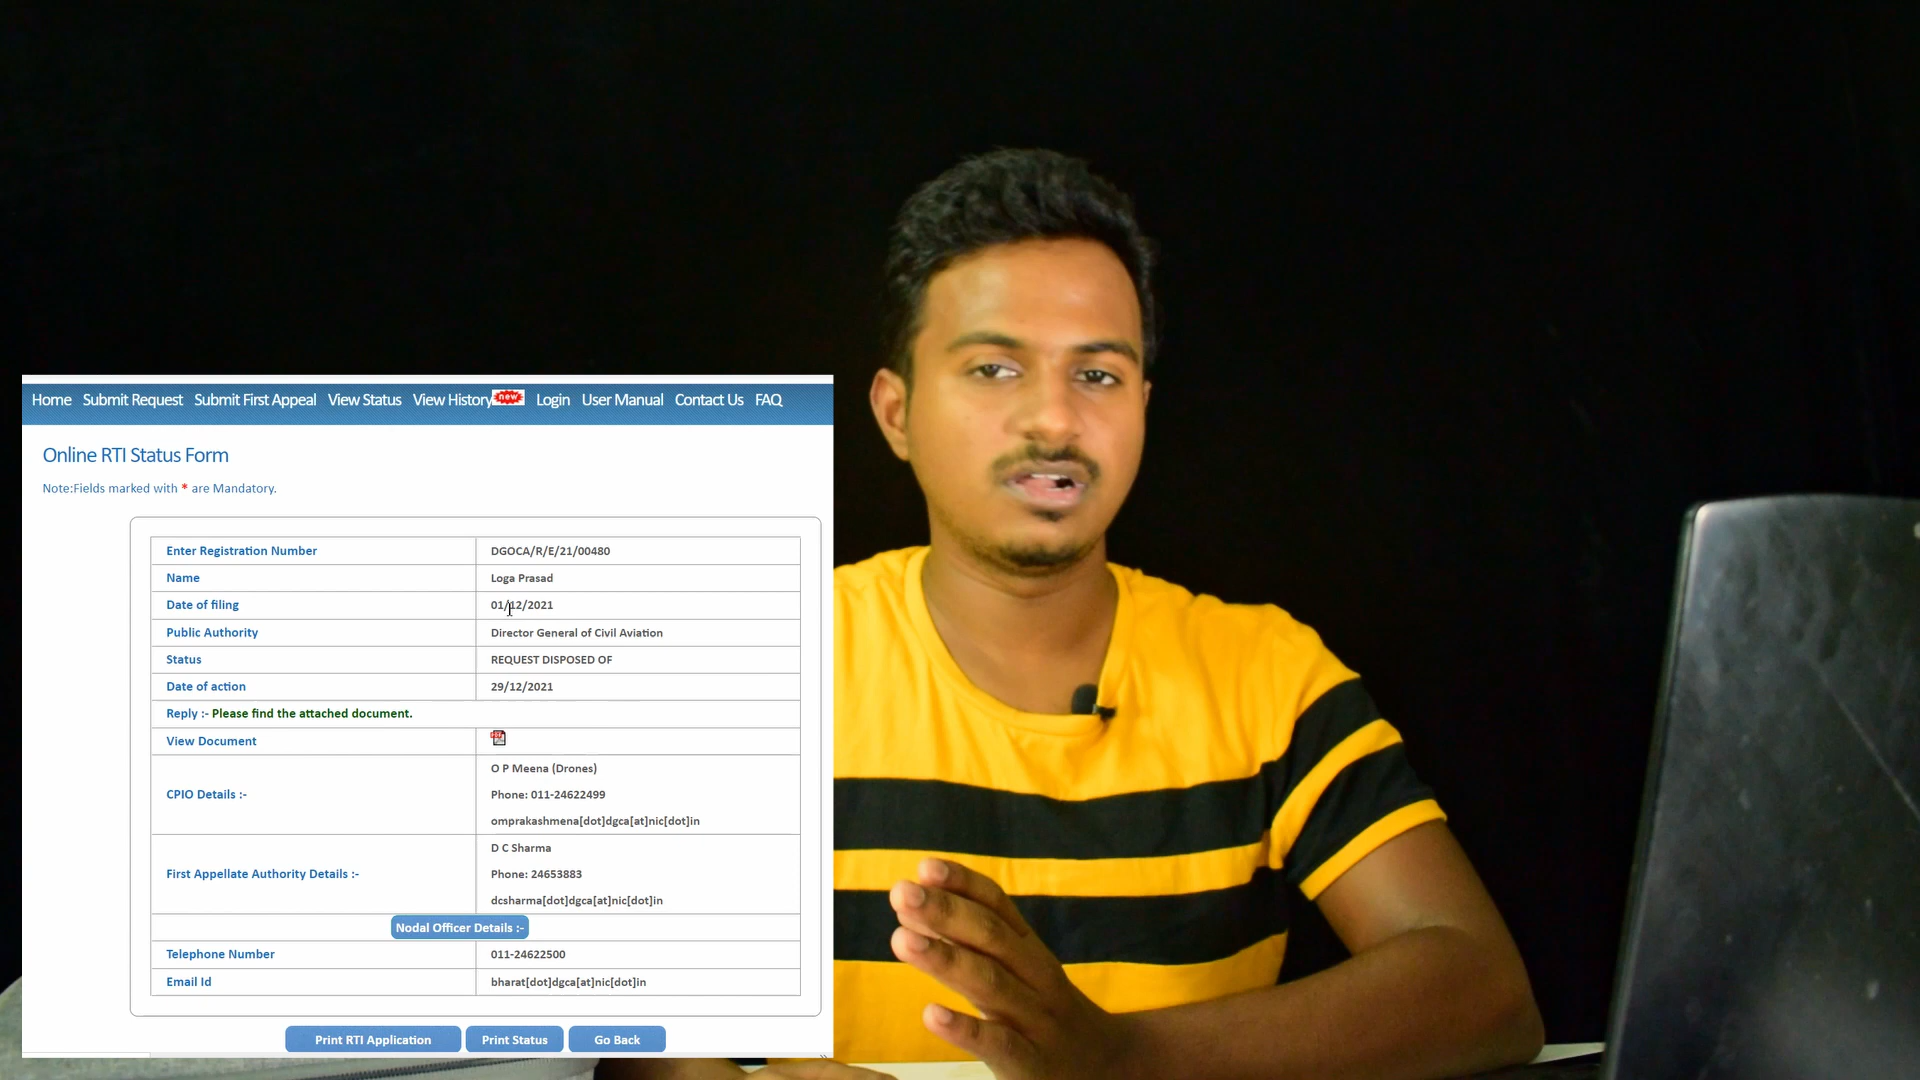 Home Submit Request Submit First Appeal View Status View History new Login User Manual Contact Us FAQ
Online RTI Status Form
Note:Fields marked with * are Mandatory.
Enter Registration Number DGOCA/R/E/21/00480
Name Loga Prasad
Date of filing 01/12/2021
Public Authority Director General of Civil Aviation
Status REQUEST DISPOSED OF
Date of action 29/12/2021
Reply :- Please find the attached document.
View Document
O P Meena (Drones)
CPIO Details :- Phone: 011-24622499
omprakashmena[dot]dgca[at]nic[dot]in
D C Sharma
First Appellate Authority Details :- Phone: 24653883
dcsharma[dot]dgca[at]nic[dot]in
Nodal Officer Details :-
Telephone Number 011-24622500
Email Id bharat[dot]dgca[at]nic[dot]in
Print RTI Application Print Status Go Back